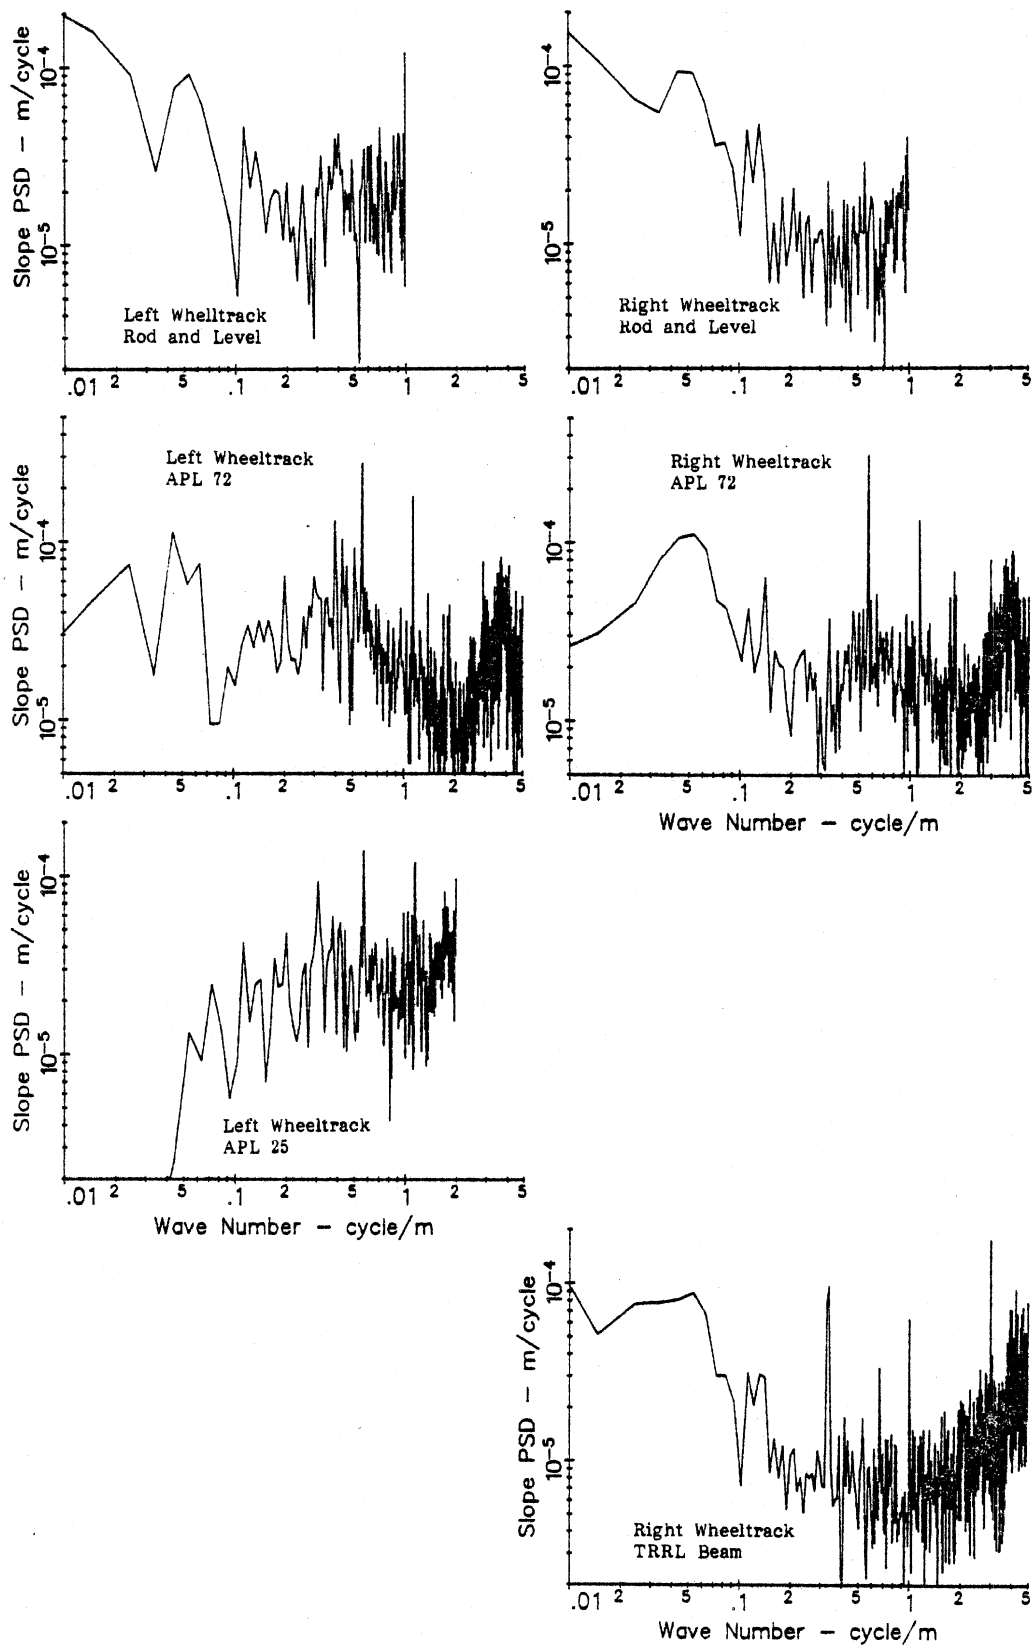 Slope PSD — m/cycle
10-4
10-5
Left Whelltrack
Rod and Level
.01 2 5 .1 2 5 1 2 5
10-4
10-5
Right Wheeltrack
Rod and Level
.01 2 5 .1 2 5 1 2 5
Slope PSD — m/cycle
10-4
10-5
Left Wheeltrack
APL 72
.01 2 5 .1 2 5 1 2 5
10-4
10-5
Right Wheeltrack
APL 72
.01 2 5 .1 2 5 1 2 5
Wave Number — cycle/m
Slope PSD — m/cycle
10-4
10-5
Left Wheeltrack
APL 25
.01 2 5 .1 2 5 1 2 5
Wave Number — cycle/m
Slope PSD — m/cycle
10-4
10-5
Right Wheeltrack
TRRL Beam
.01 2 5 .1 2 5 1 2 5
Wave Number — cycle/m